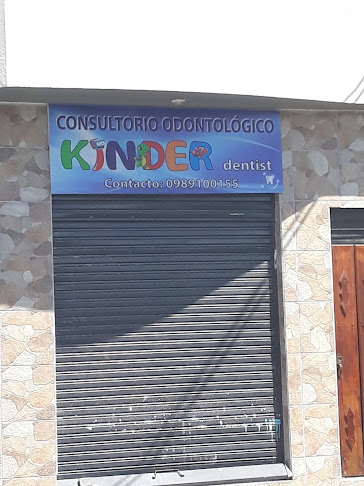 CONSULTORIO ODONTOLÓGICO
KINDER dentist
Contacto: 0989100155